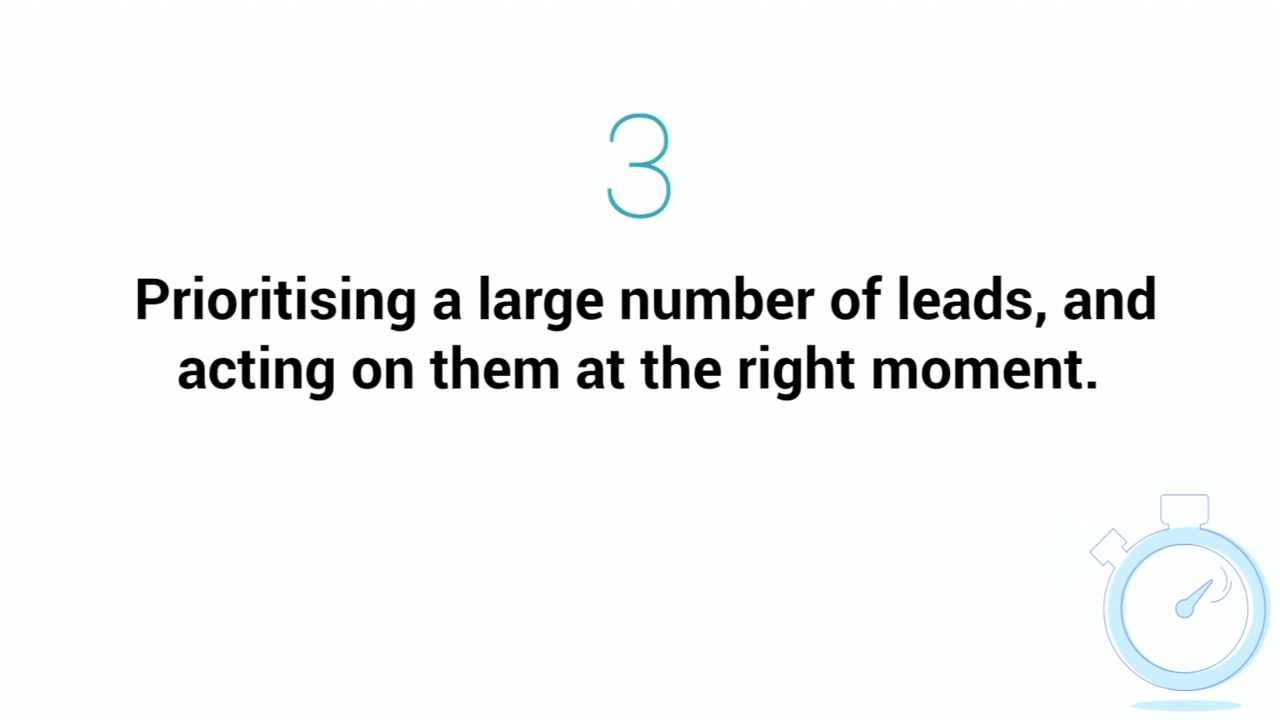 3
Prioritising a large number of leads, and
acting on them at the right moment.